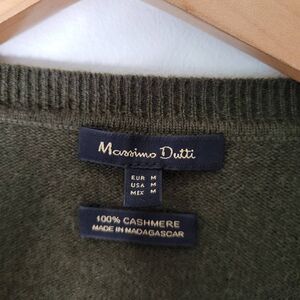 Massimo Dutti
EUR M
USA M
MEX M
100% CASHMERE
MADE IN MADAGASCAR